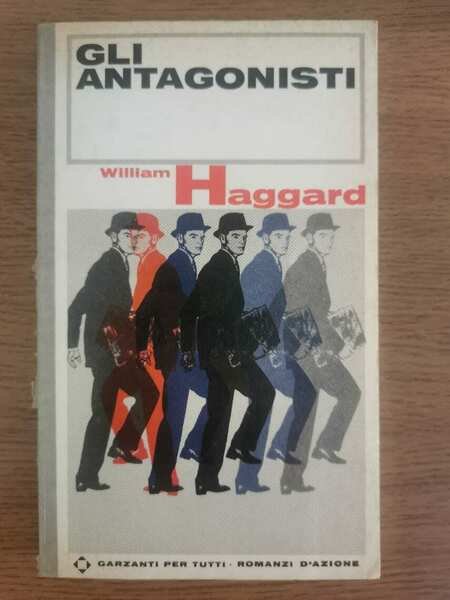 GLI
ANTAGONISTI
William Haggard
GARZANTI PER TUTTI · ROMANZI D'AZIONE